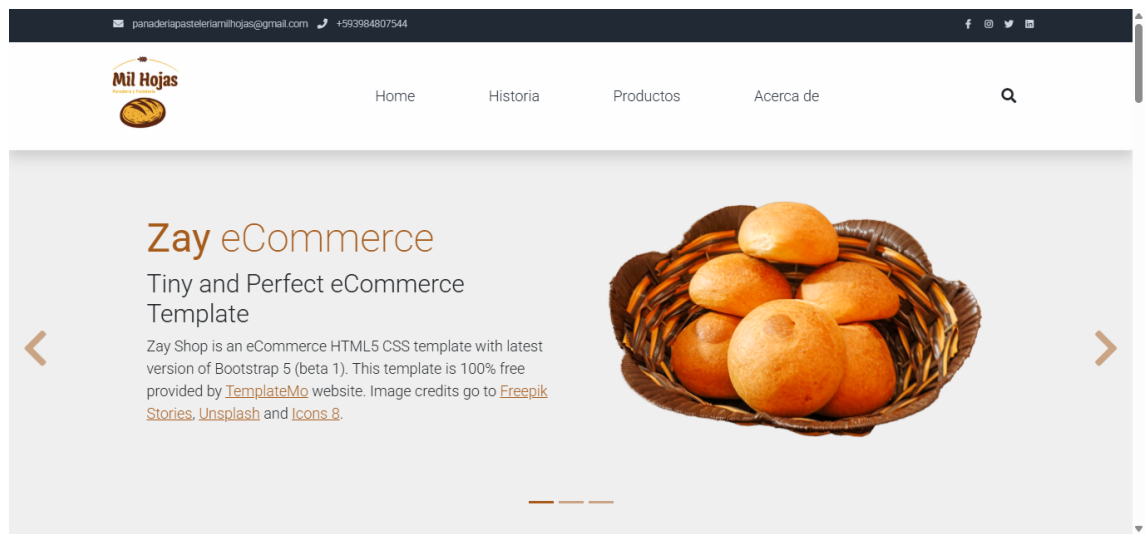 panaderiapasteleriamilhojas@gmail.com +593984807544
Mil Hojas
Panadería y Pastelería
Home Historia Productos Acerca de
Zay eCommerce
Tiny and Perfect eCommerce
Template
Zay Shop is an eCommerce HTML5 CSS template with latest
version of Bootstrap 5 (beta 1). This template is 100% free
provided by TemplateMo website. Image credits go to Freepik
Stories, Unsplash and Icons 8.